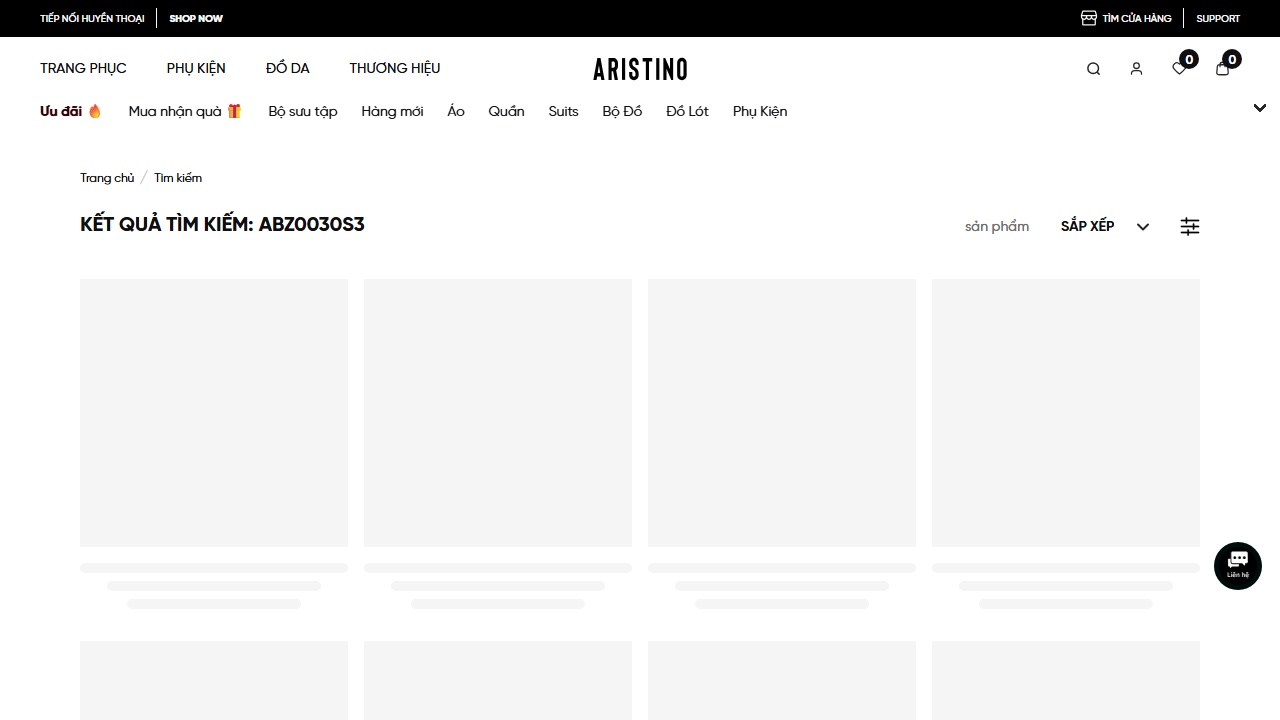 TIẾP NỐI HUYỀN THOẠI
SHOP NOW
TÌM CỬA HÀNG
SUPPORT
TRANG PHỤC
PHỤ KIỆN
ĐỒ DA
THƯƠNG HIỆU
ARISTINO
0
0
Ưu đãi 🔥
Mua nhận quà 🎁
Bộ sưu tập
Hàng mới
Áo
Quần
Suits
Bộ Đồ
Đồ Lót
Phụ Kiện
Trang chủ / Tìm kiếm
KẾT QUẢ TÌM KIẾM: ABZ0030S3
sản phẩm
SẮP XẾP
Liên hệ